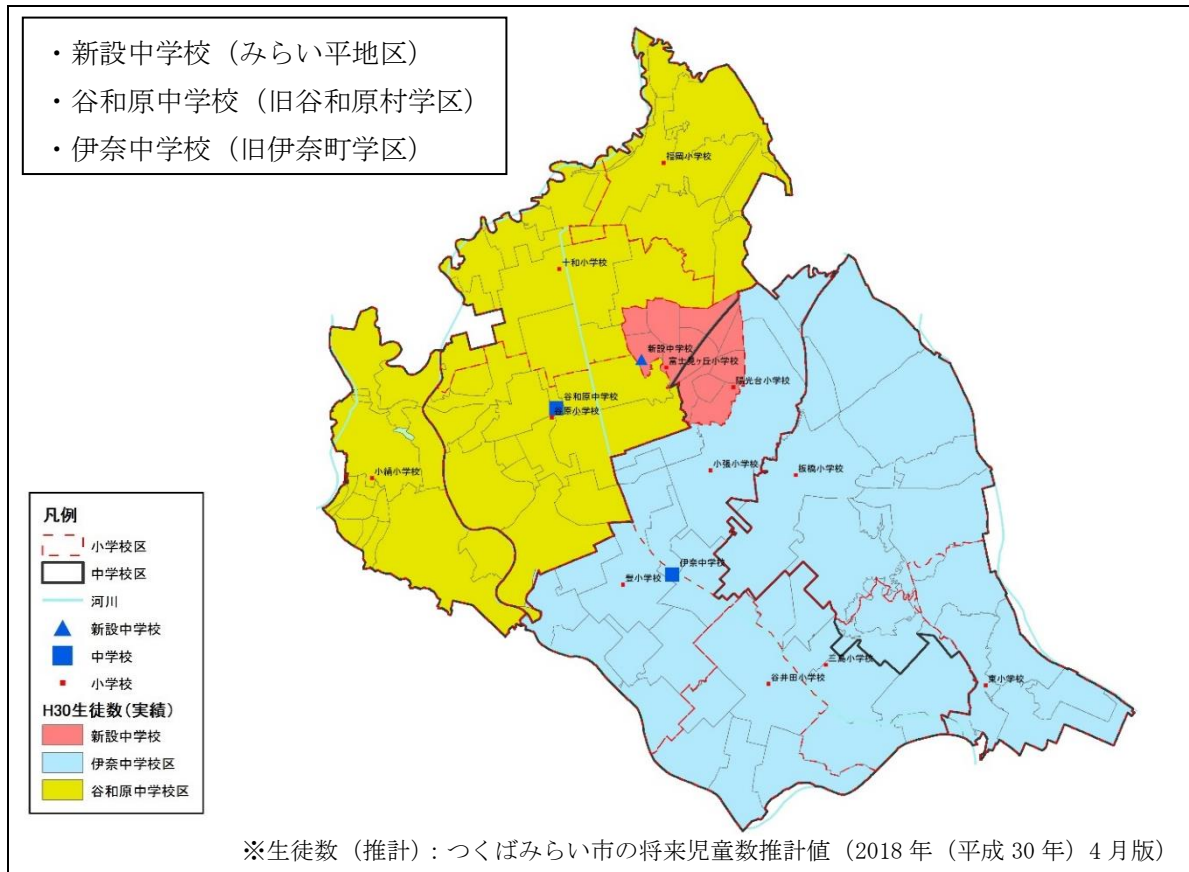 ・新設中学校（みらい平地区）
・谷和原中学校（旧谷和原村学区）
・伊奈中学校（旧伊奈町学区）
福岡小学校
十和小学校
新設中学校
富士見ヶ丘小学校
陽光台小学校
谷和原中学校
谷原小学校
小張小学校
板橋小学校
小絹小学校
伊奈中学校
豊小学校
三島小学校
谷井田小学校
東小学校
凡例
小学校区
中学校区
河川
新設中学校
中学校
小学校
H30生徒数(実績)
新設中学校
伊奈中学校区
谷和原中学校区
※生徒数（推計）：つくばみらい市の将来児童数推計値（2018年（平成30年）4月版）